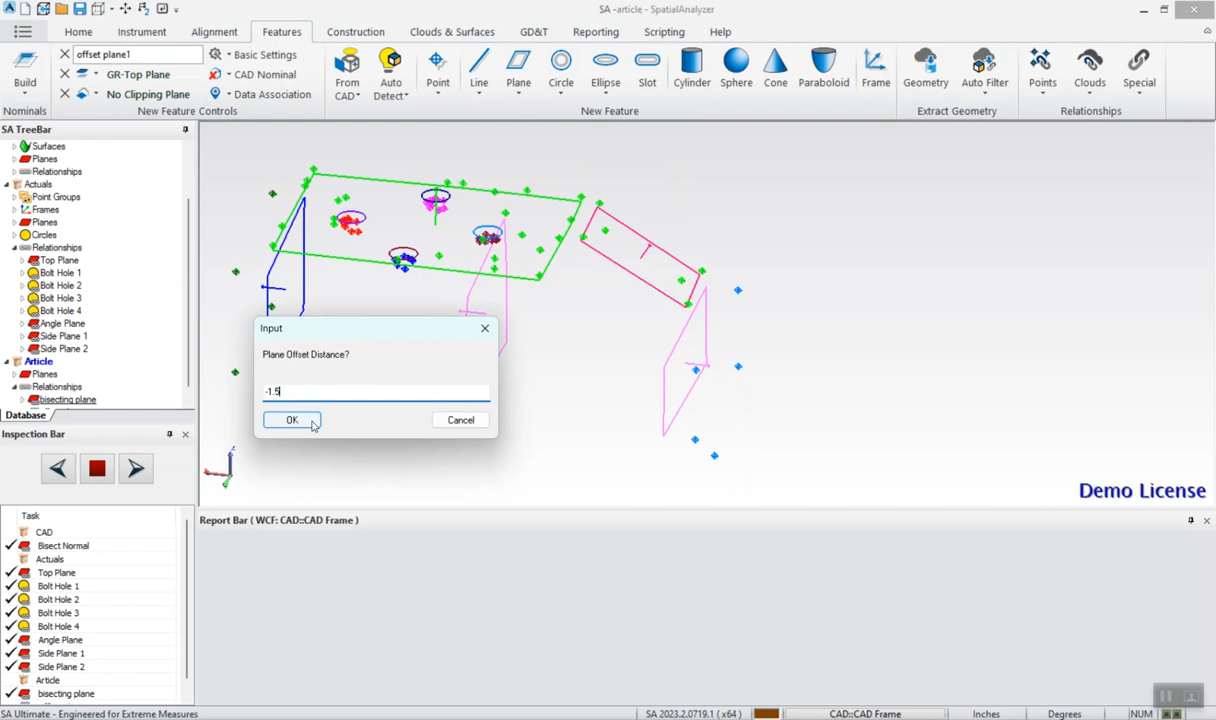 SA -article - SpatialAnalyzer
Home Instrument Alignment Features Construction Clouds & Surfaces GD&T Reporting Scripting Help
offset plane1
GR-Top Plane
No Clipping Plane
Basic Settings
CAD Nominal
Data Association
Build
From CAD
Auto Detect
Point
Line
Plane
Circle
Ellipse
Slot
Cylinder
Sphere
Cone
Paraboloid
Frame
Geometry
Auto Filter
Points
Clouds
Special
Nominals
New Feature Controls
New Feature
Extract Geometry
Relationships
SA TreeBar
Surfaces
Planes
Relationships
Actuals
Point Groups
Frames
Planes
Circles
Relationships
Top Plane
Bolt Hole 1
Bolt Hole 2
Bolt Hole 3
Bolt Hole 4
Angle Plane
Side Plane 1
Side Plane 2
Article
Planes
Relationships
bisecting plane
Database
Inspection Bar
Task
CAD
Bisect Normal
Actuals
Top Plane
Bolt Hole 1
Bolt Hole 2
Bolt Hole 3
Bolt Hole 4
Angle Plane
Side Plane 1
Side Plane 2
Article
bisecting plane
Input
Plane Offset Distance?
-1.5
OK
Cancel
Demo License
Report Bar ( WCF: CAD::CAD Frame )
SA Ultimate - Engineered for Extreme Measures
SA 2023.2.0719.1 ( x64 )
CAD::CAD Frame
Inches
Degrees
NUM